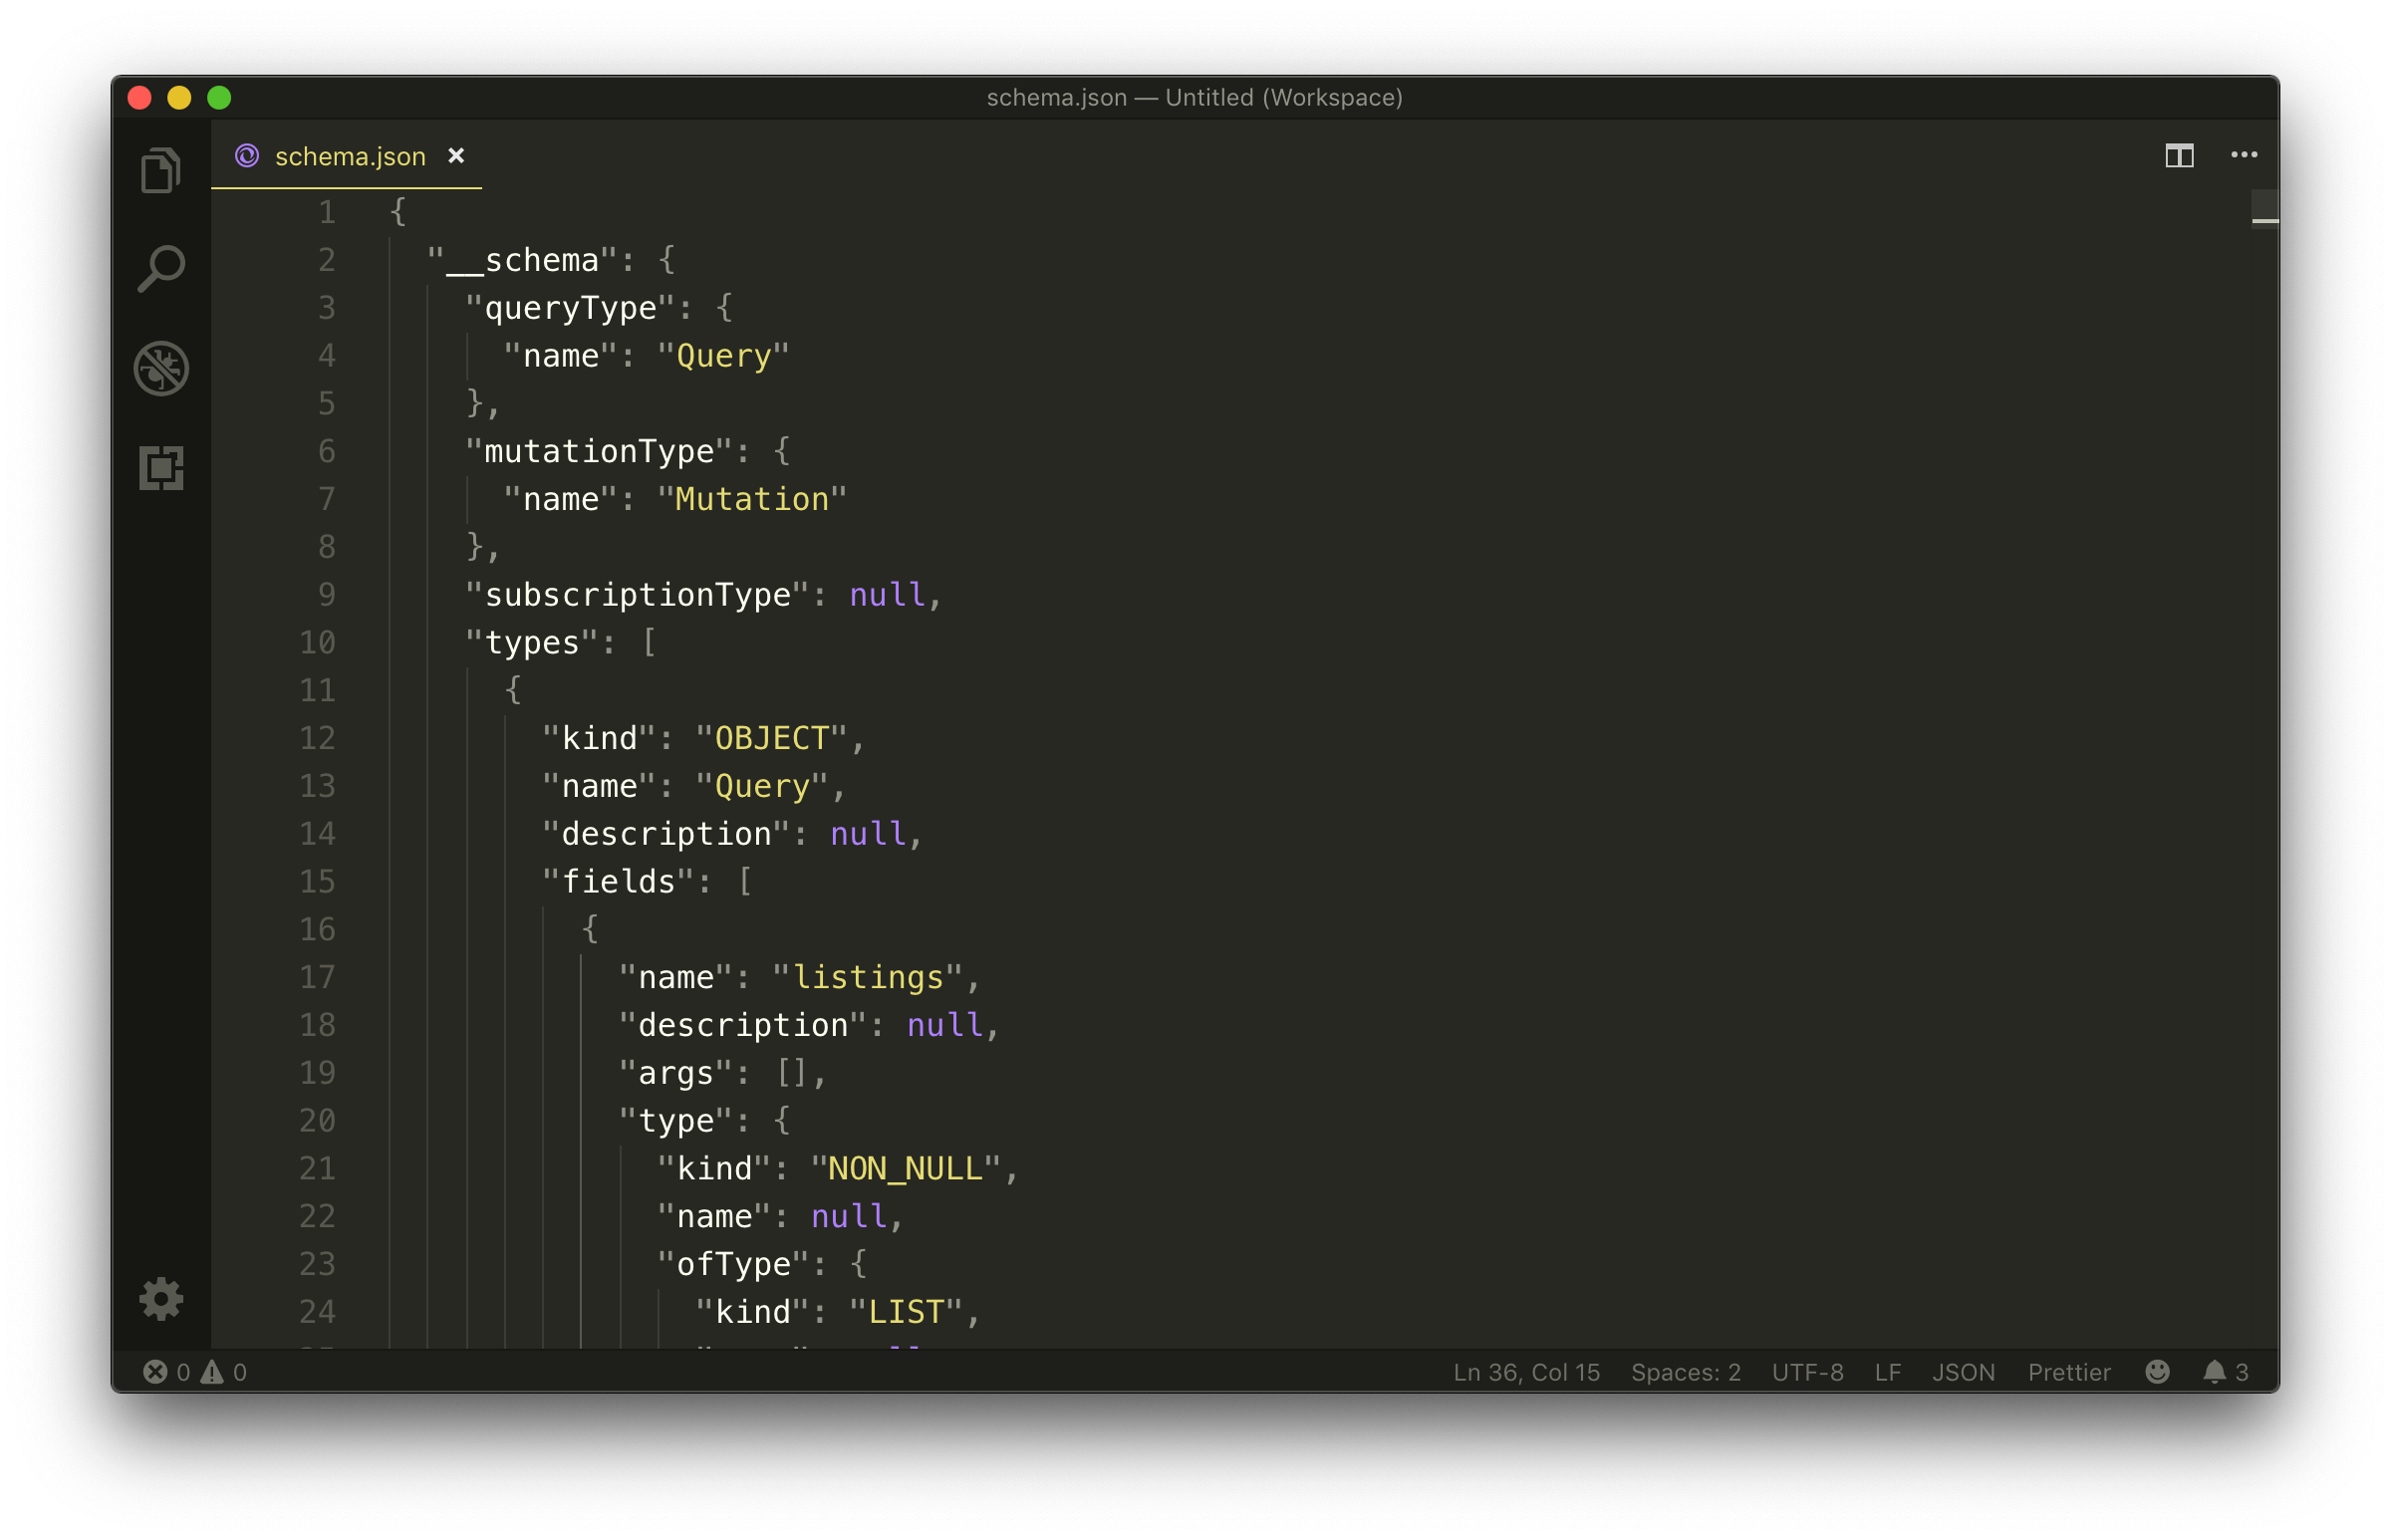 schema.json — Untitled (Workspace)
schema.json
1 {
2   "__schema": {
3     "queryType": {
4       "name": "Query"
5     },
6     "mutationType": {
7       "name": "Mutation"
8     },
9     "subscriptionType": null,
10     "types": [
11       {
12         "kind": "OBJECT",
13         "name": "Query",
14         "description": null,
15         "fields": [
16           {
17             "name": "listings",
18             "description": null,
19             "args": [],
20             "type": {
21               "kind": "NON_NULL",
22               "name": null,
23               "ofType": {
24                 "kind": "LIST",
0 0 Ln 36, Col 15 Spaces: 2 UTF-8 LF JSON Prettier 3